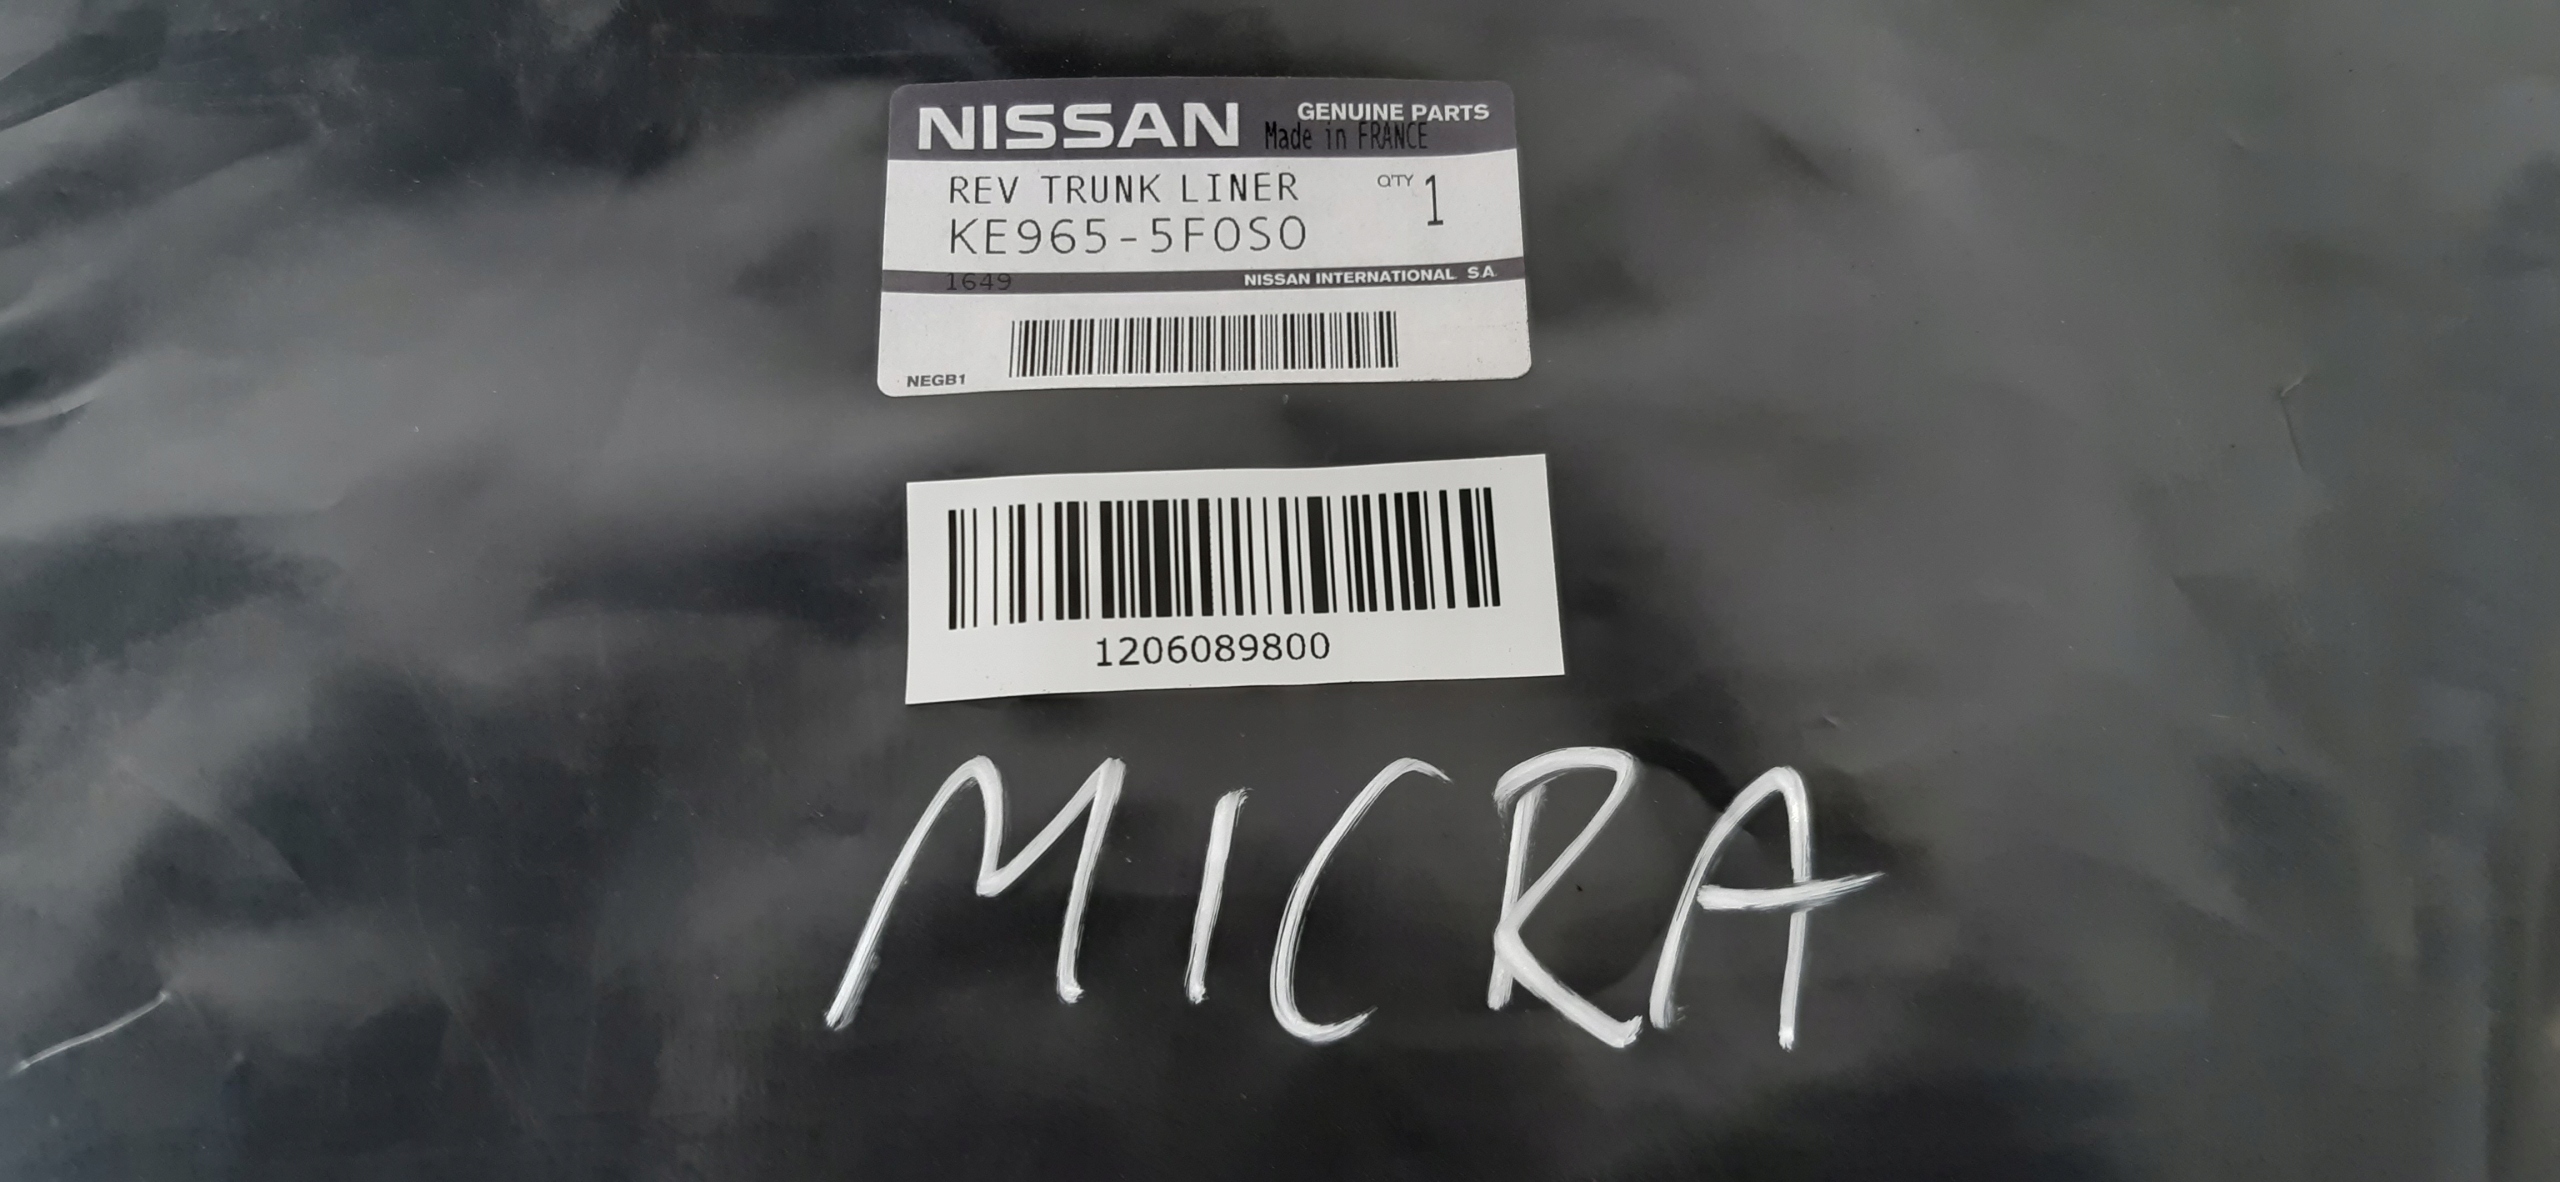 NISSAN GENUINE PARTS
Made in FRANCE
REV TRUNK LINER QTY 1
KE965-5F0S0
1649 NISSAN INTERNATIONAL S.A.
NEGB1
1206089800
MICRA